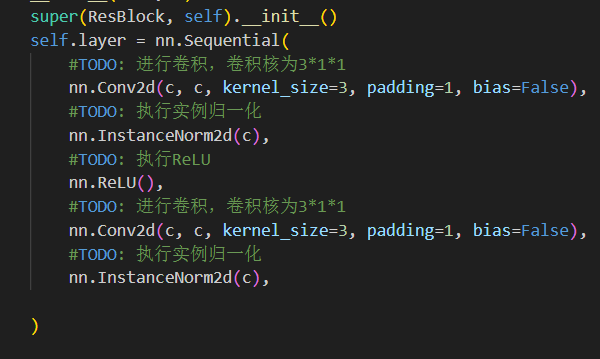 super(ResBlock, self).__init__()
self.layer = nn.Sequential(
#TODO: 进行卷积，卷积核为3*1*1
nn.Conv2d(c, c, kernel_size=3, padding=1, bias=False),
#TODO: 执行实例归一化
nn.InstanceNorm2d(c),
#TODO: 执行ReLU
nn.ReLU(),
#TODO: 进行卷积，卷积核为3*1*1
nn.Conv2d(c, c, kernel_size=3, padding=1, bias=False),
#TODO: 执行实例归一化
nn.InstanceNorm2d(c),
)